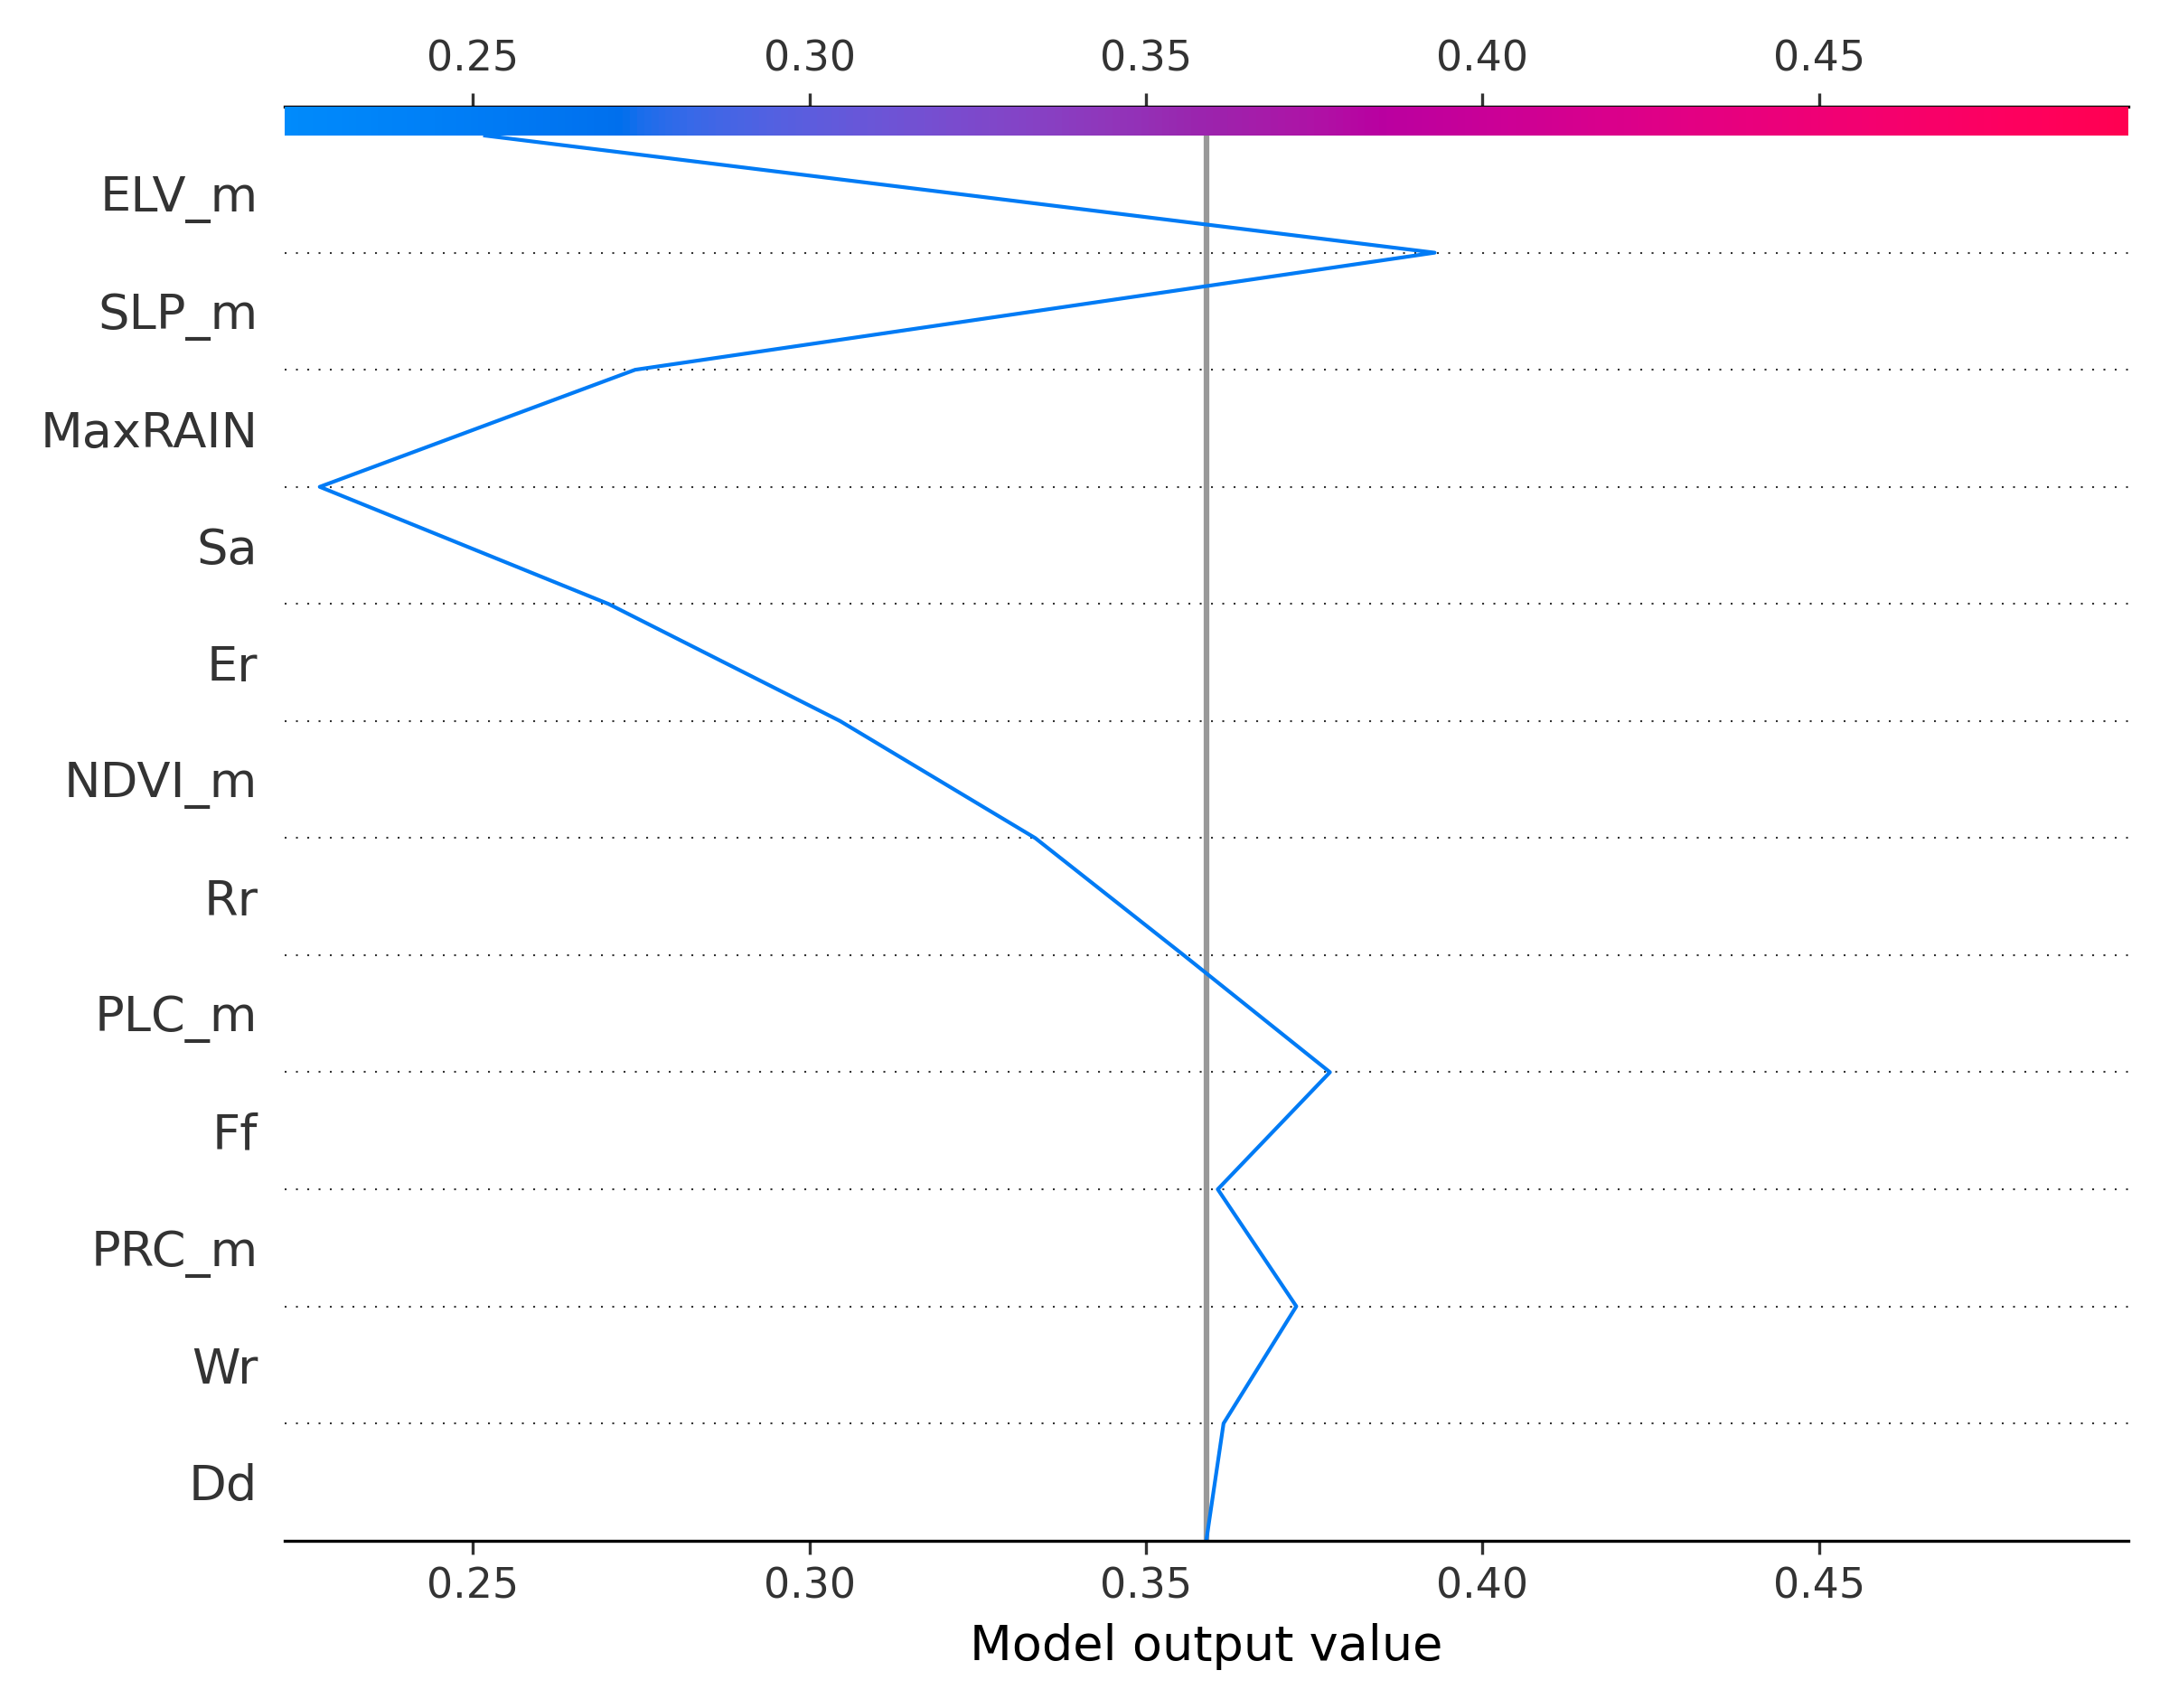 0.25 0.30 0.35 0.40 0.45
ELV_m
SLP_m
MaxRAIN
Sa
Er
NDVI_m
Rr
PLC_m
Ff
PRC_m
Wr
Dd
0.25 0.30 0.35 0.40 0.45
Model output value